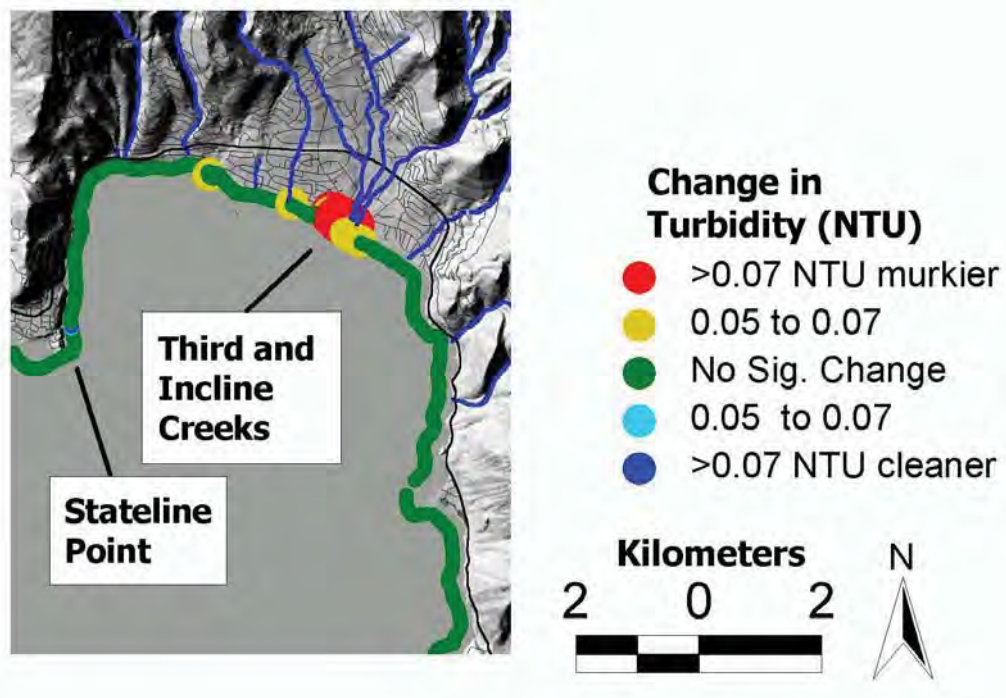 Third and
Incline
Creeks
Stateline
Point
Change in
Turbidity (NTU)
>0.07 NTU murkier
0.05 to 0.07
No Sig. Change
0.05 to 0.07
>0.07 NTU cleaner
Kilometers
2 0 2
N